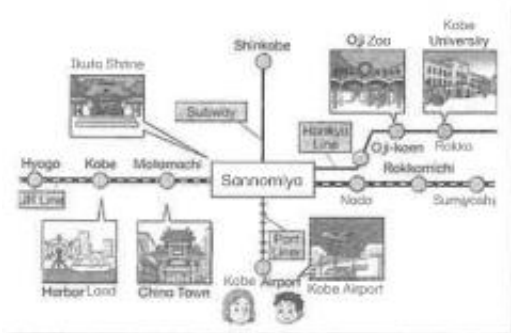 Kobe
University
Oji Zoo
Shinkobe
Ikuta Shrine
Subway
Hankyu
Line
Oji-koen
Rokko
Hyogo
Kobe
Motomachi
Sannomiya
Rokkomichi
JR Line
Nada
Sumiyoshi
Port
Liner
Harbor Land
China Town
Kobe Airport
Kobe Airport